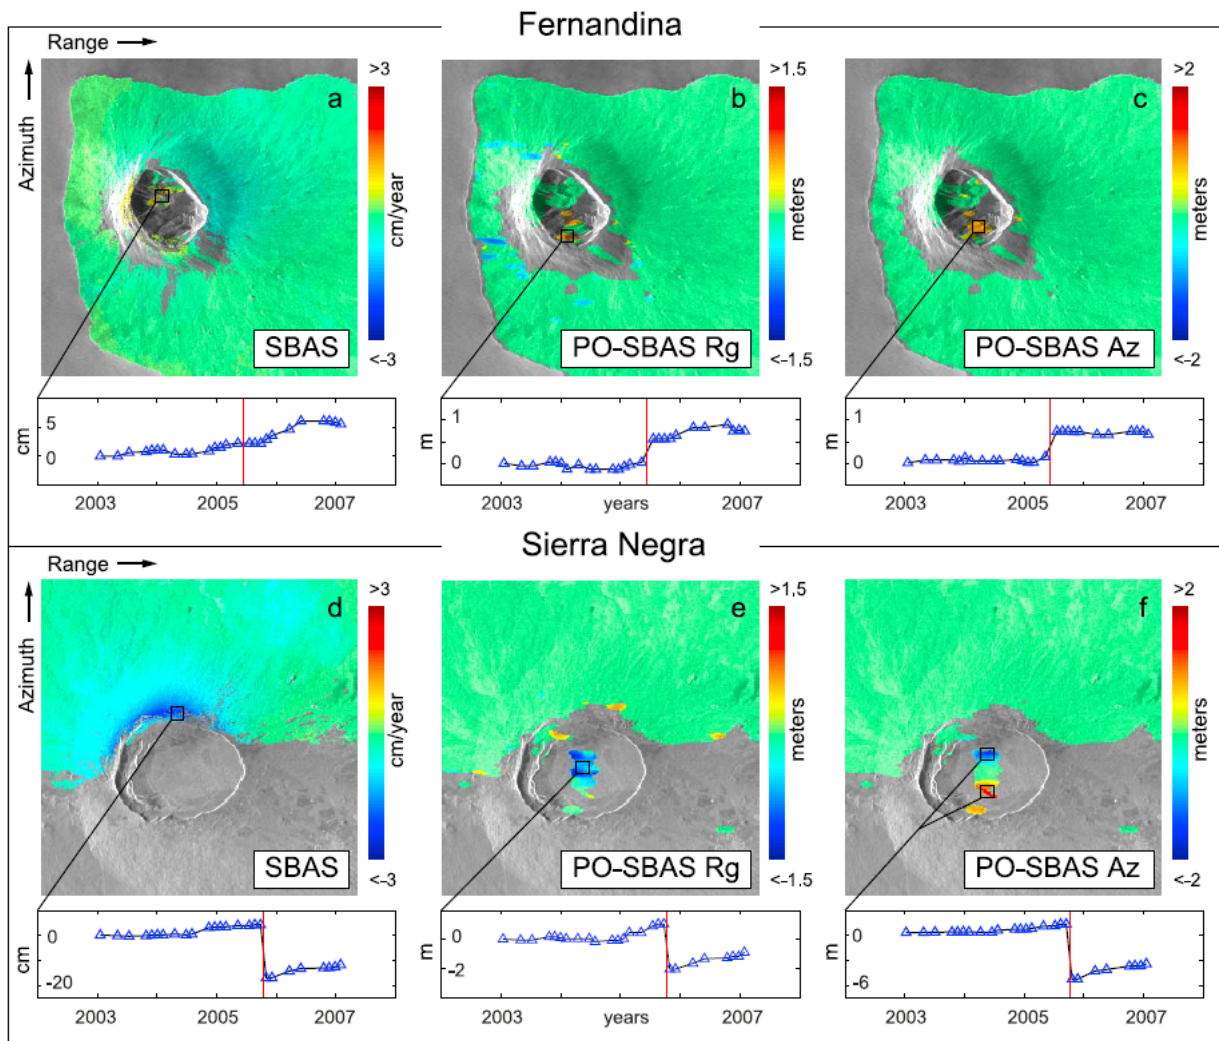 Fernandina
Range
Azimuth
a
>3
cm/year
<-3
SBAS
b
>1.5
meters
<-1.5
PO-SBAS Rg
c
>2
meters
<-2
PO-SBAS Az
cm
5
0
2003 2005 2007
m
1
0
2003 years 2007
m
1
0
2003 2005 2007
Sierra Negra
Range
Azimuth
d
>3
cm/year
<-3
SBAS
e
>1.5
meters
<-1.5
PO-SBAS Rg
f
>2
meters
<-2
PO-SBAS Az
cm
0
-20
2003 2005 2007
m
0
-2
2003 years 2007
m
0
-6
2003 2005 2007